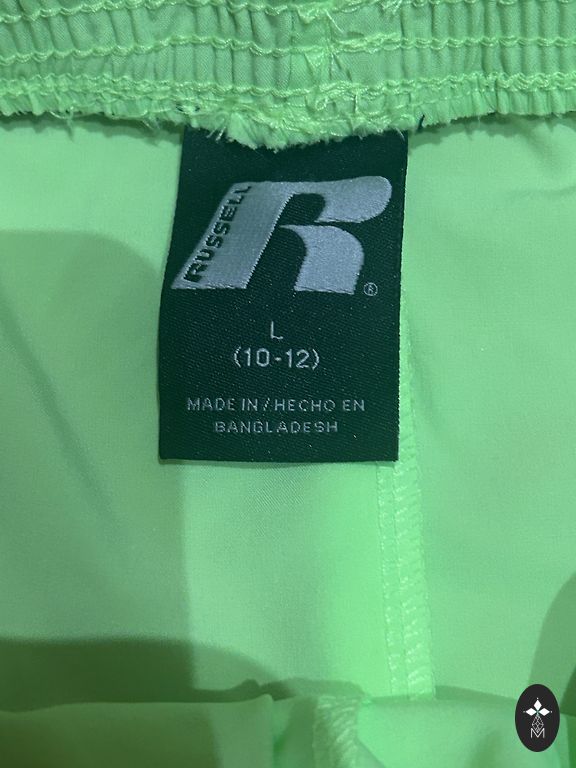 RUSSELL
R
®
L
(10-12)
MADE IN / HECHO EN
BANGLADESH
M